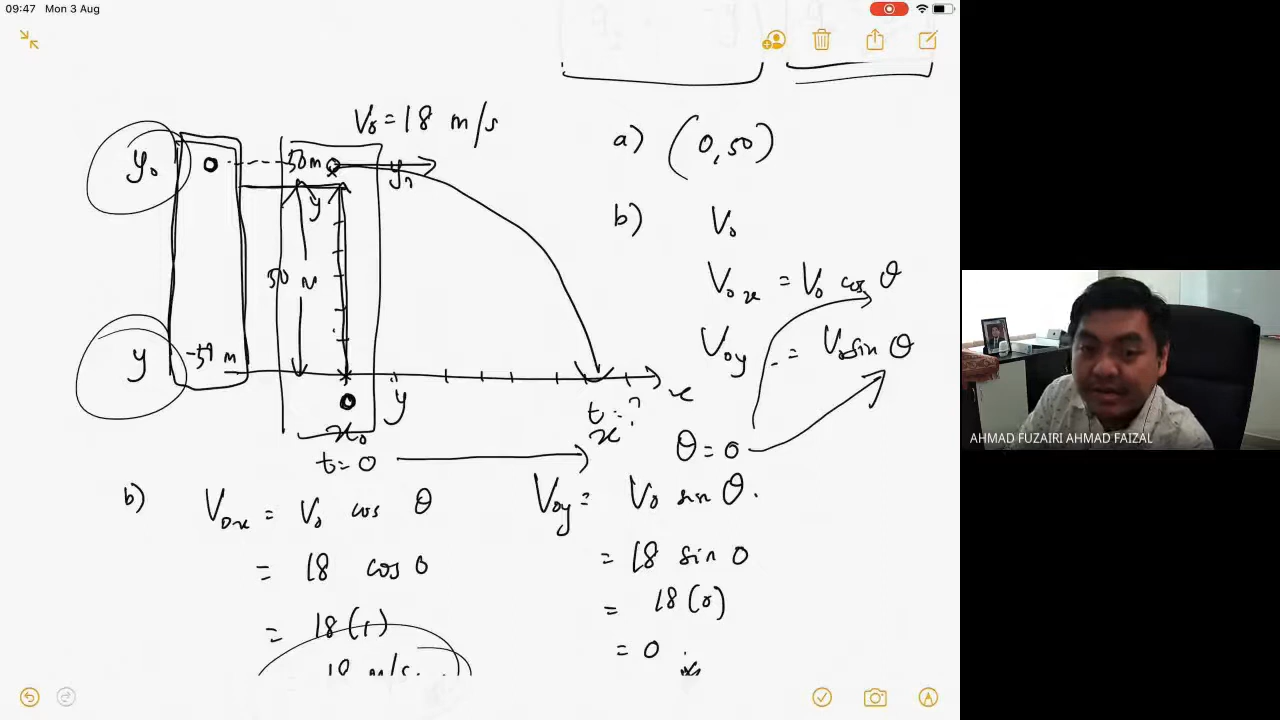 09:47 Mon 3 Aug
V₀ = 18 m/s
a) (0, 50)
y₀
50 m
y
b) V₀
50 m
V₀ₓ = V₀ cos θ
V₀y = V₀ sin θ
y
y
x
t = ?
x
x₀
θ = 0
t = 0
AHMAD FUZAIRI AHMAD FAIZAL
b) V₀ₓ = V₀ cos θ
V₀y = V₀ sin θ.
= 18 cos 0
= 18 sin 0
= 18 (1)
= 18 (0)
= 0